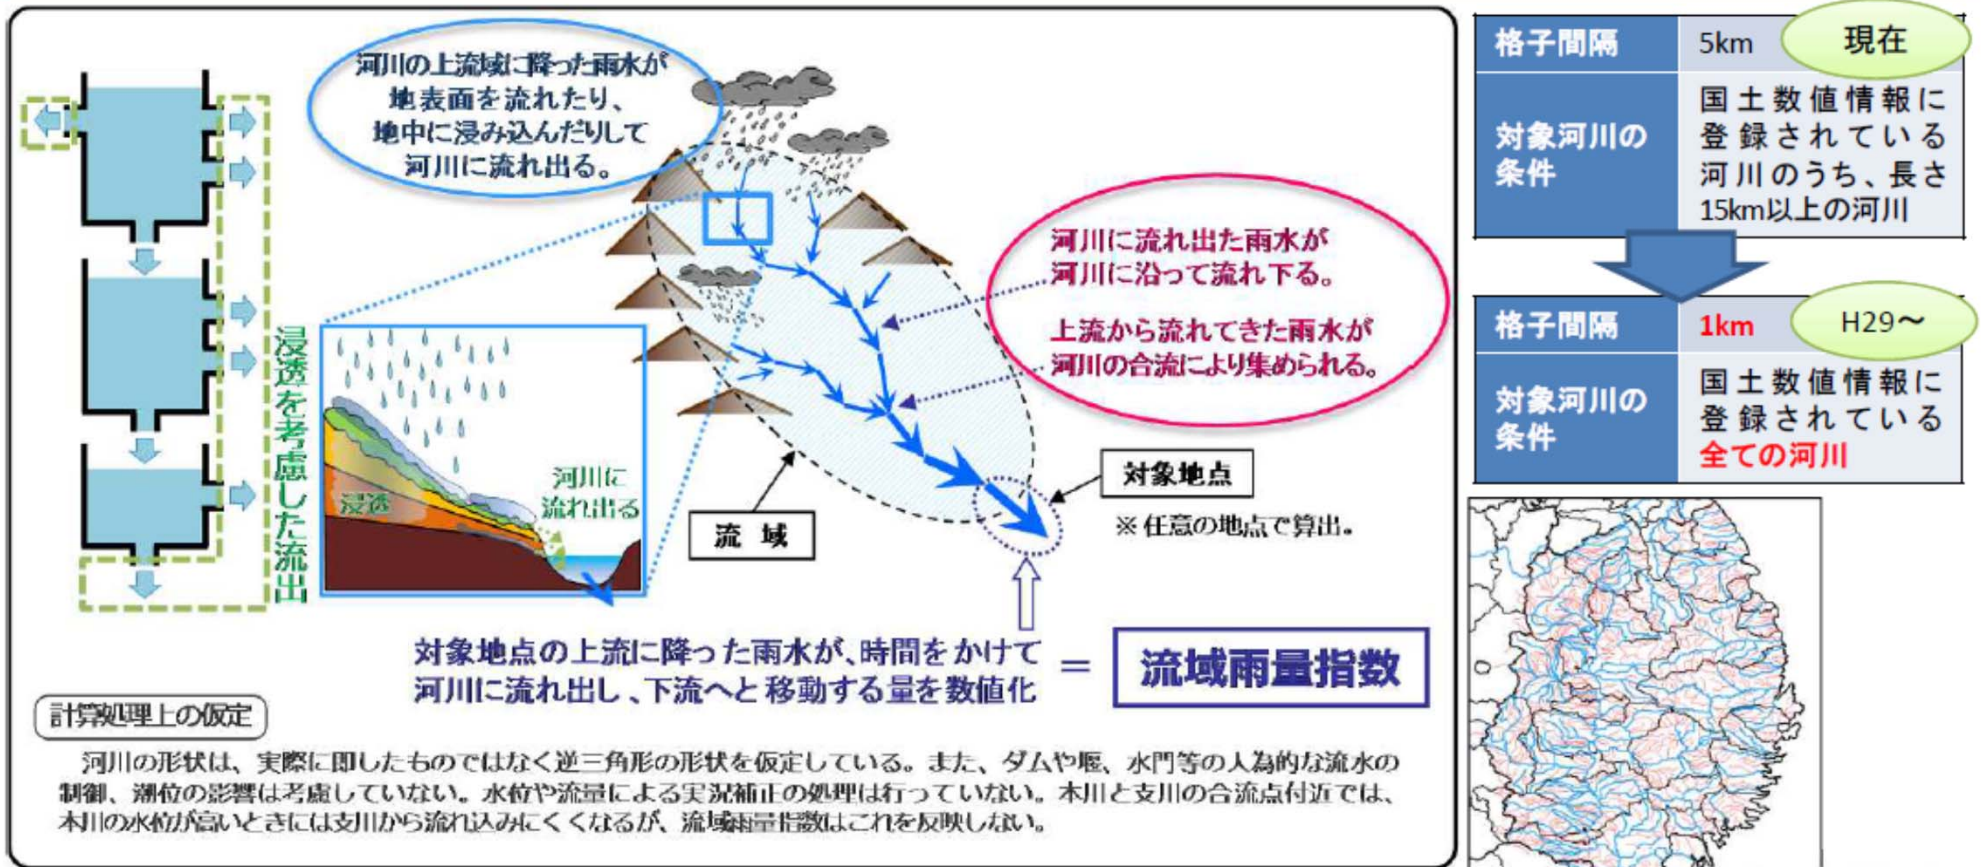 河川の上流域に降った雨水が
地表面を流れたり、
地中に浸み込んだりして
河川に流れ出る。
河川に流れ出た雨水が
河川に沿って流れ下る。
上流から流れてきた雨水が
河川の合流により集められる。
浸透を考慮した流出
浸透
河川に
流れ出る
流 域
対象地点
※任意の地点で算出。
対象地点の上流に降った雨水が、時間をかけて
河川に流れ出し、下流へと移動する量を数値化
=
流域雨量指数
計算処理上の仮定
河川の形状は、実際に即したものではなく逆三角形の形状を仮定している。また、ダムや堰、水門等の人為的な流水の
制御、潮位の影響は考慮していない。水位や流量による実況補正の処理は行っていない。本川と支川の合流点付近では、
本川の水位が高いときには支川から流れ込みにくくなるが、流域雨量指数はこれを反映しない。
格子間隔 5km 現在
対象河川の
条件
国土数値情報に
登録されている
河川のうち、長さ
15km以上の河川
格子間隔 1km H29～
対象河川の
条件
国土数値情報に
登録されている
全ての河川